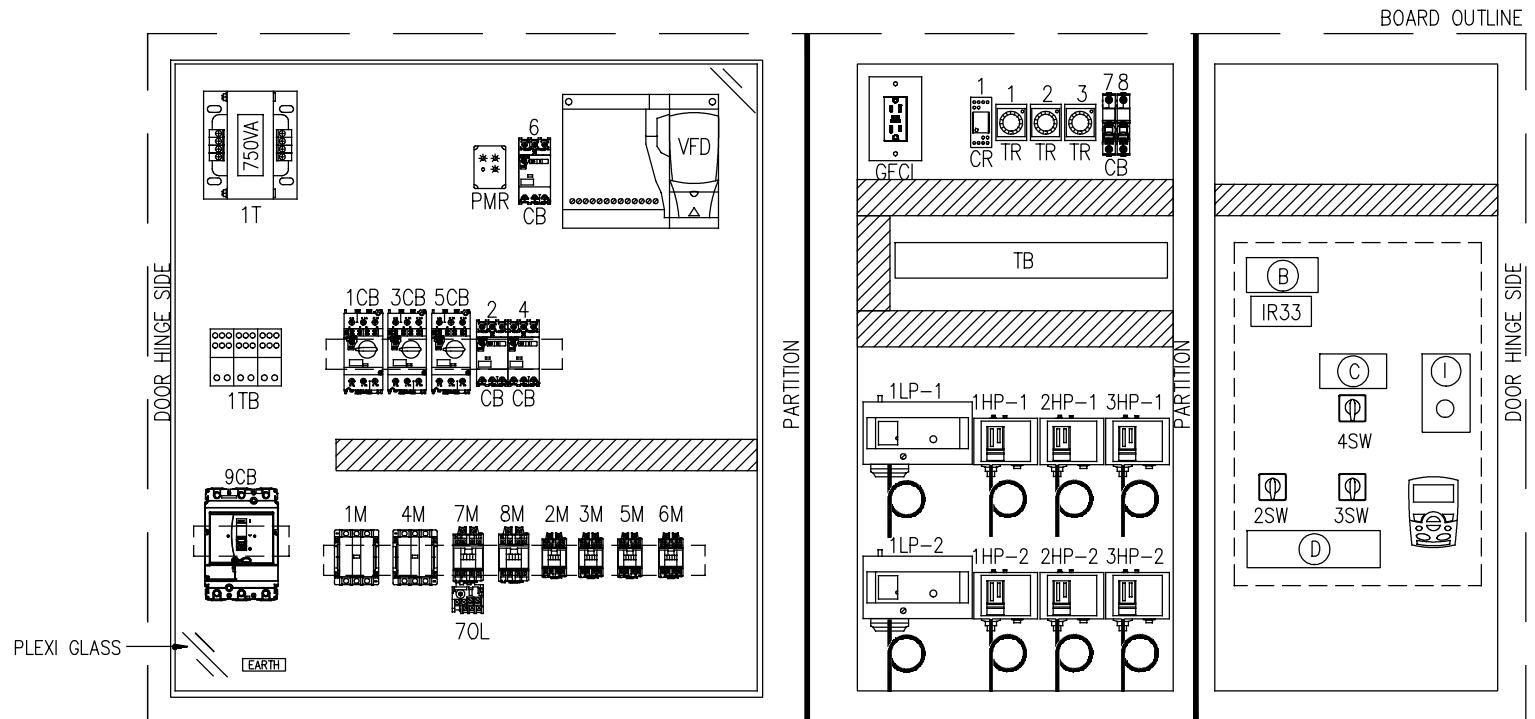 BOARD OUTLINE
750VA
1T
PMR
6
CB
VFD
GFCI
1
CR
1
TR
2
TR
3
TR
7 8
CB
DOOR HINGE SIDE
1CB 3CB 5CB 2 4
CB CB
1TB
PARTITION
TB
PARTITION
B
IR33
C
I
4SW
2SW
3SW
D
DOOR HINGE SIDE
1LP-1 1HP-1 2HP-1 3HP-1
9CB
1M 4M 7M 8M 2M 3M 5M 6M
7OL
1LP-2 1HP-2 2HP-2 3HP-2
PLEXI GLASS
EARTH